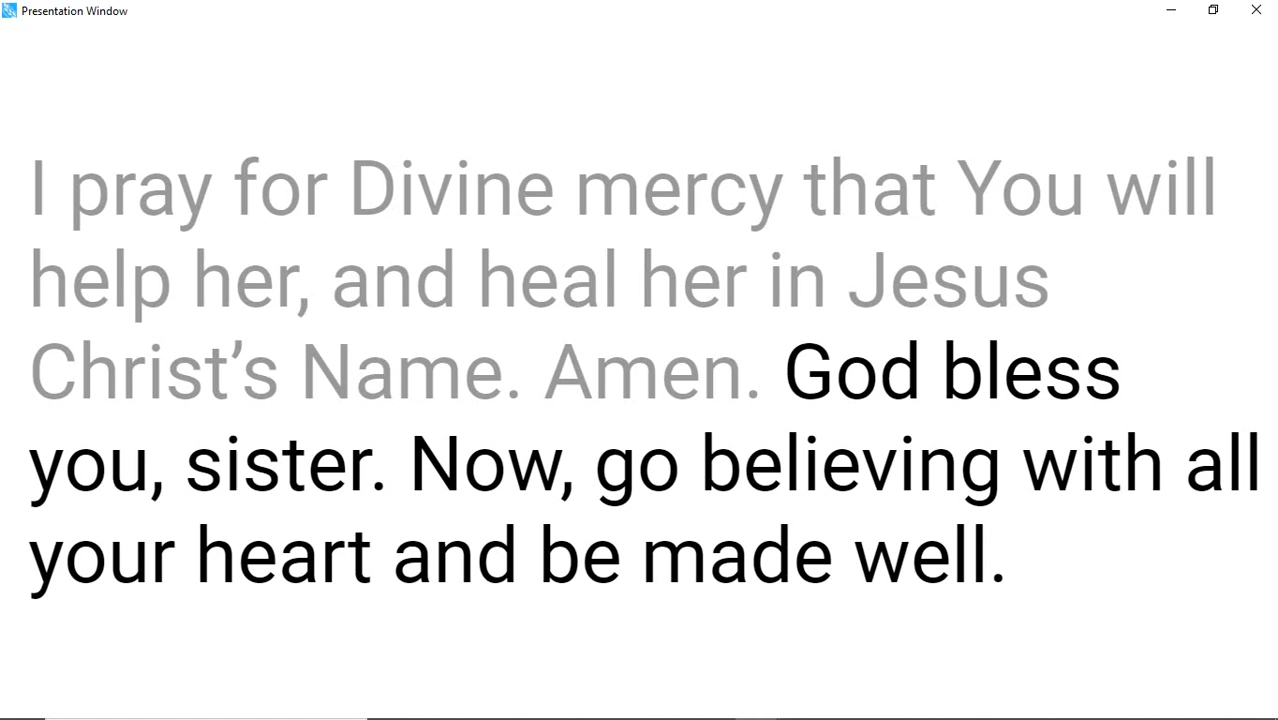 Presentation Window
I pray for Divine mercy that You will
help her, and heal her in Jesus
Christ’s Name. Amen. God bless
you, sister. Now, go believing with all
your heart and be made well.